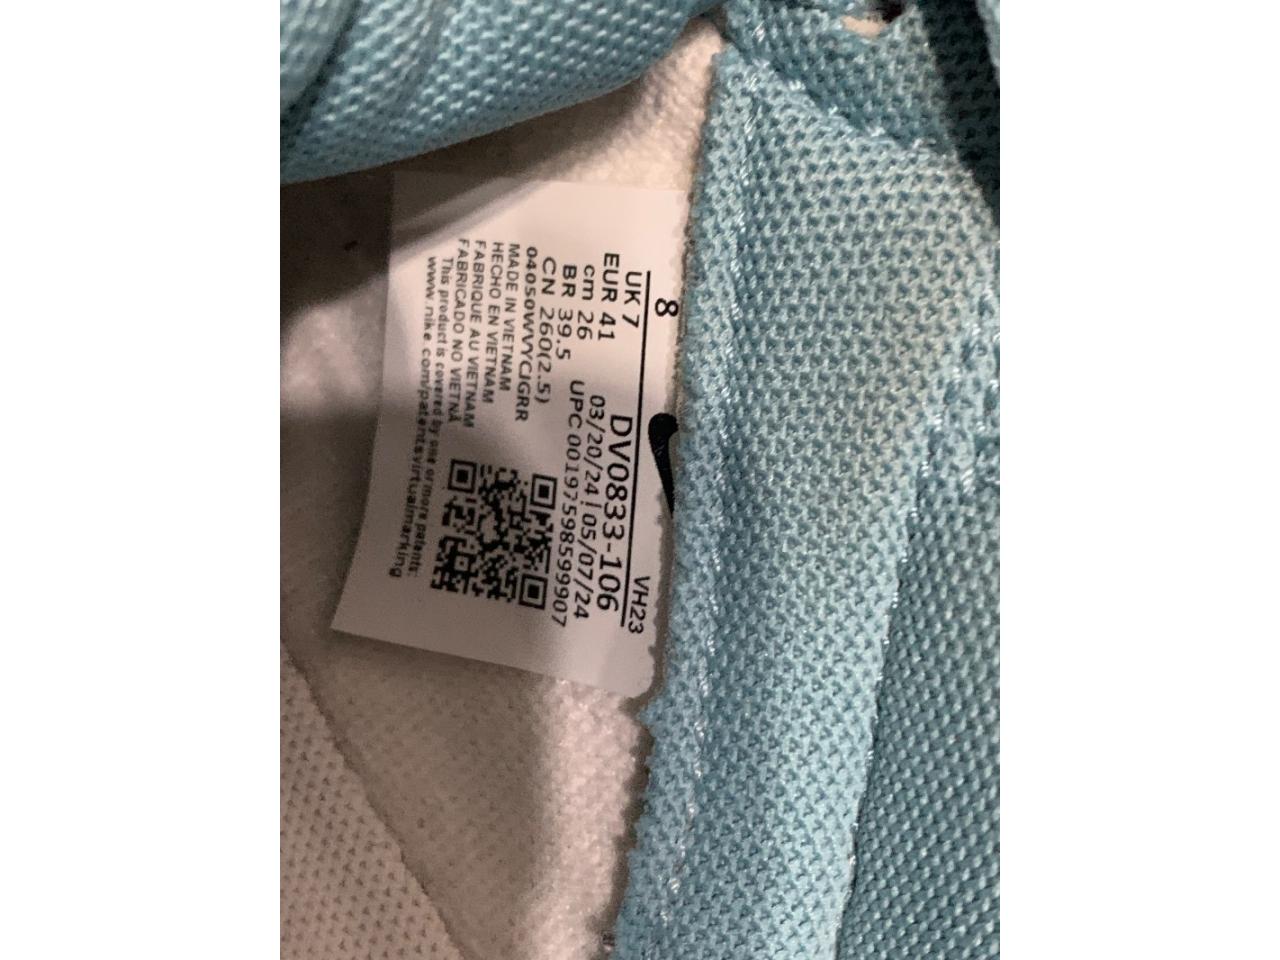 8
UK 7
EUR 41
cm 26
BR 39.5
CN 260(2.5)
VH23
DV0833-106
03/20/24 | 05/07/24
UPC 00197598599907
04050WVYCJGRR
MADE IN VIETNAM
HECHO EN VIETNAM
FABRIQUE AU VIETNAM
FABRICADO NO VIETNÃ
This product is covered by one or more patents:
www.nike.com/patentsvirtualmarking